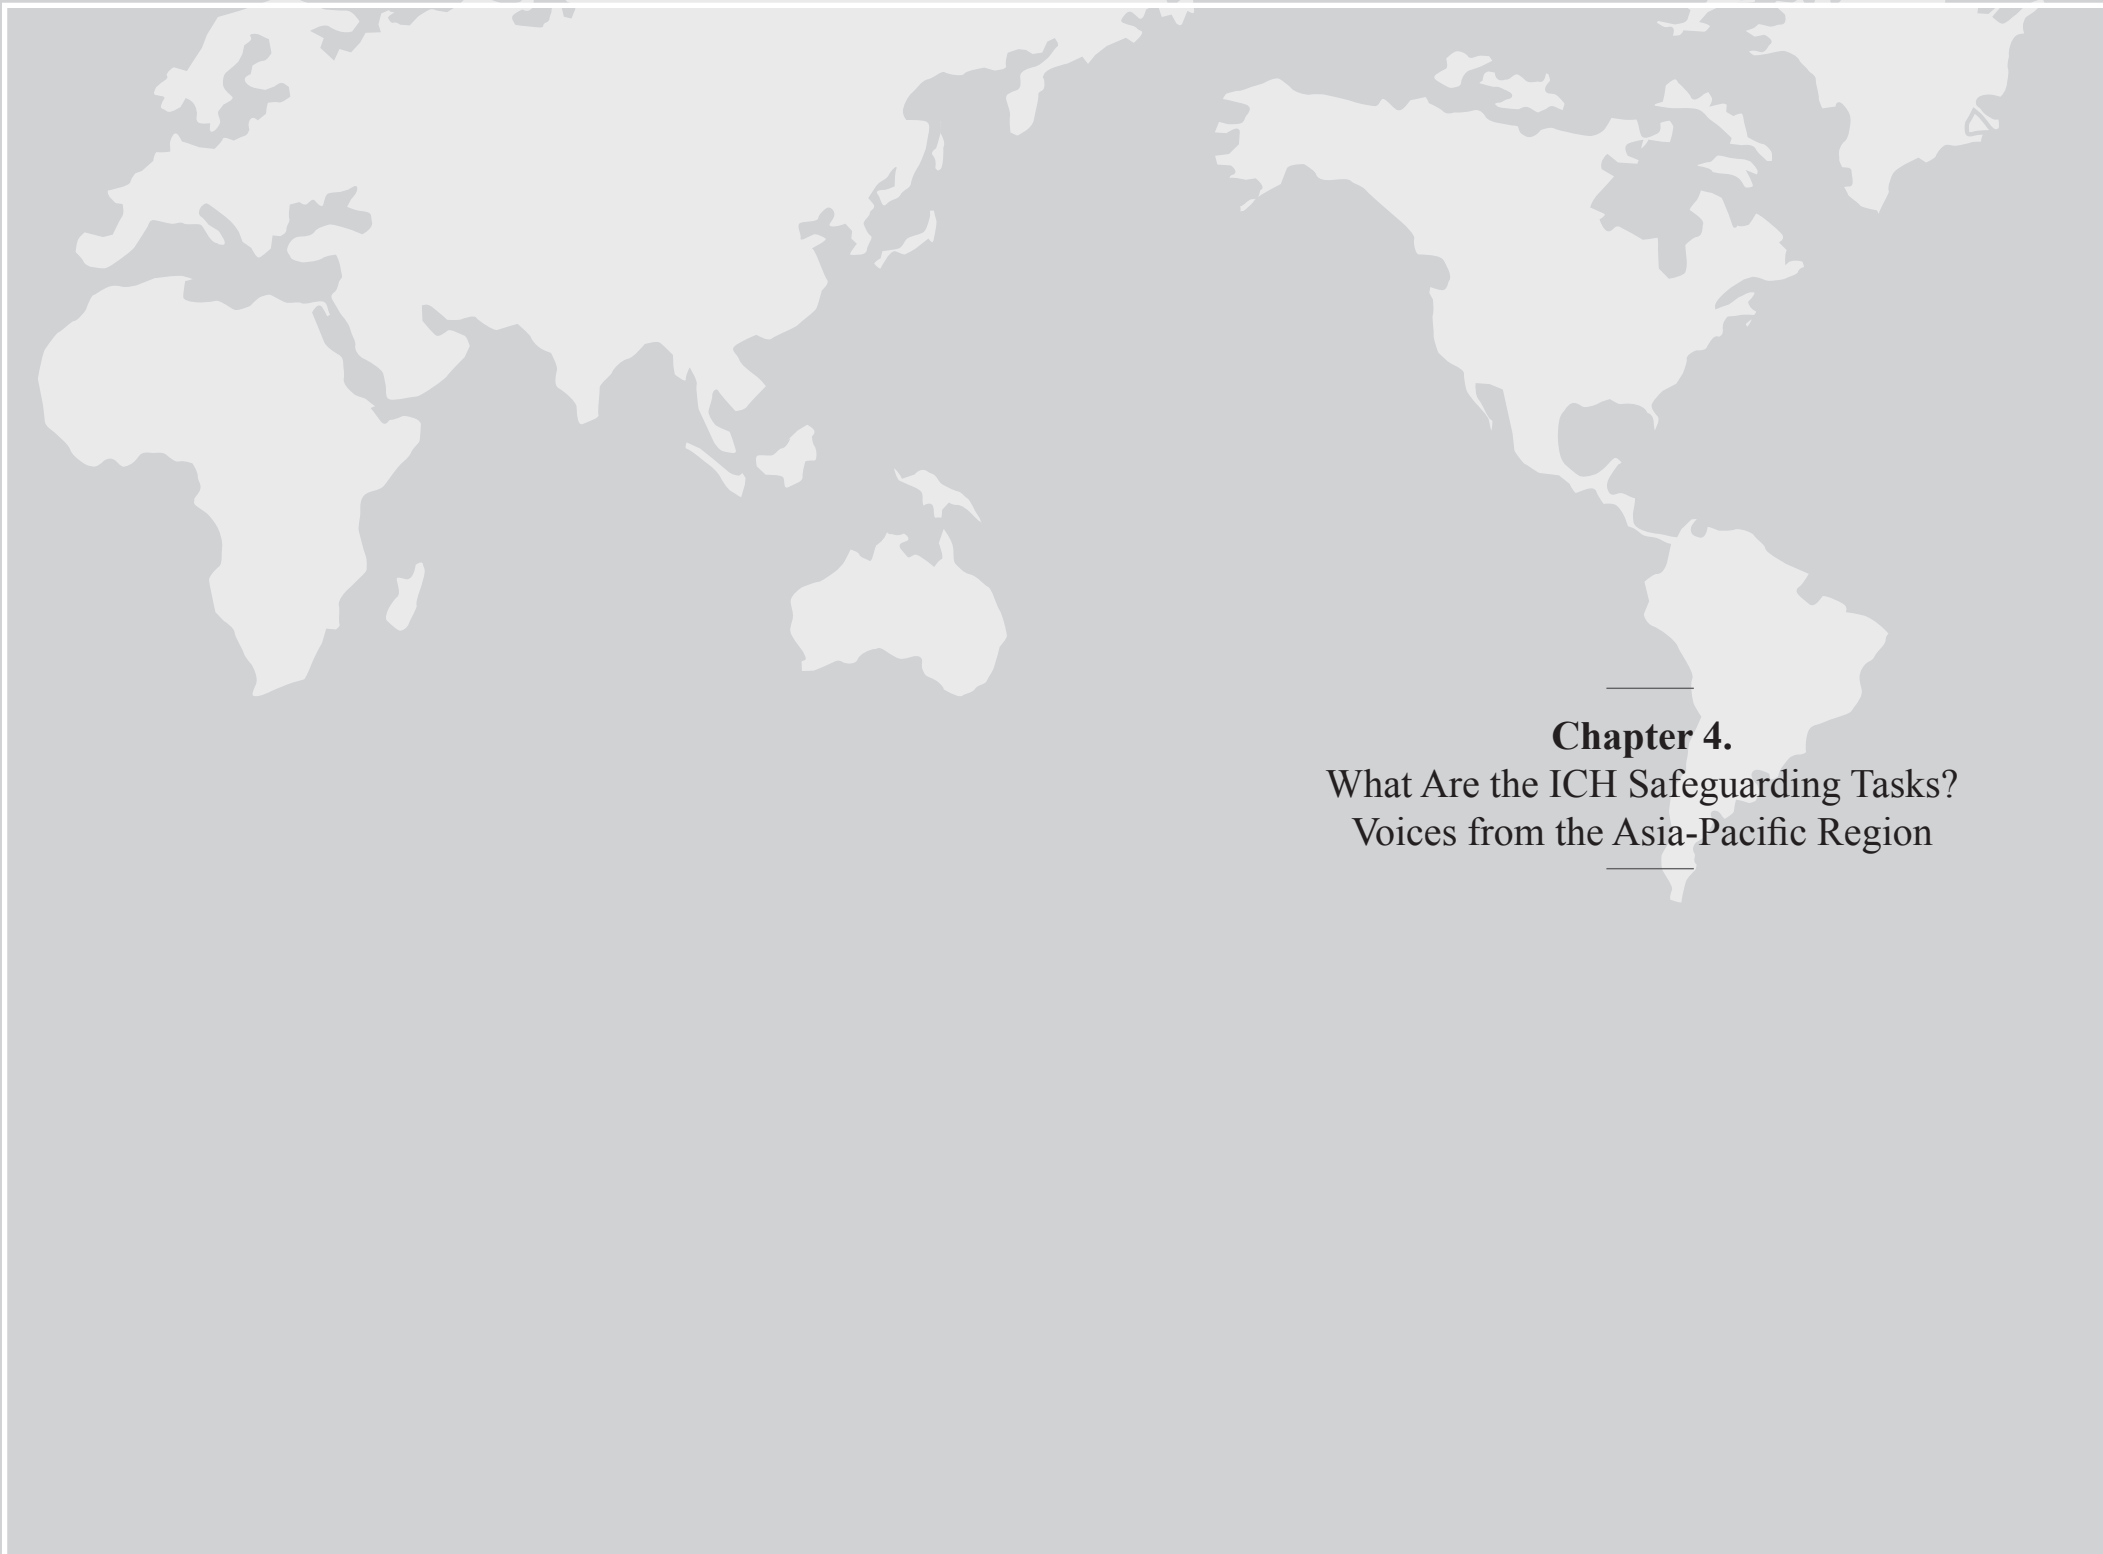 Chapter 4.
What Are the ICH Safeguarding Tasks?
Voices from the Asia-Pacific Region